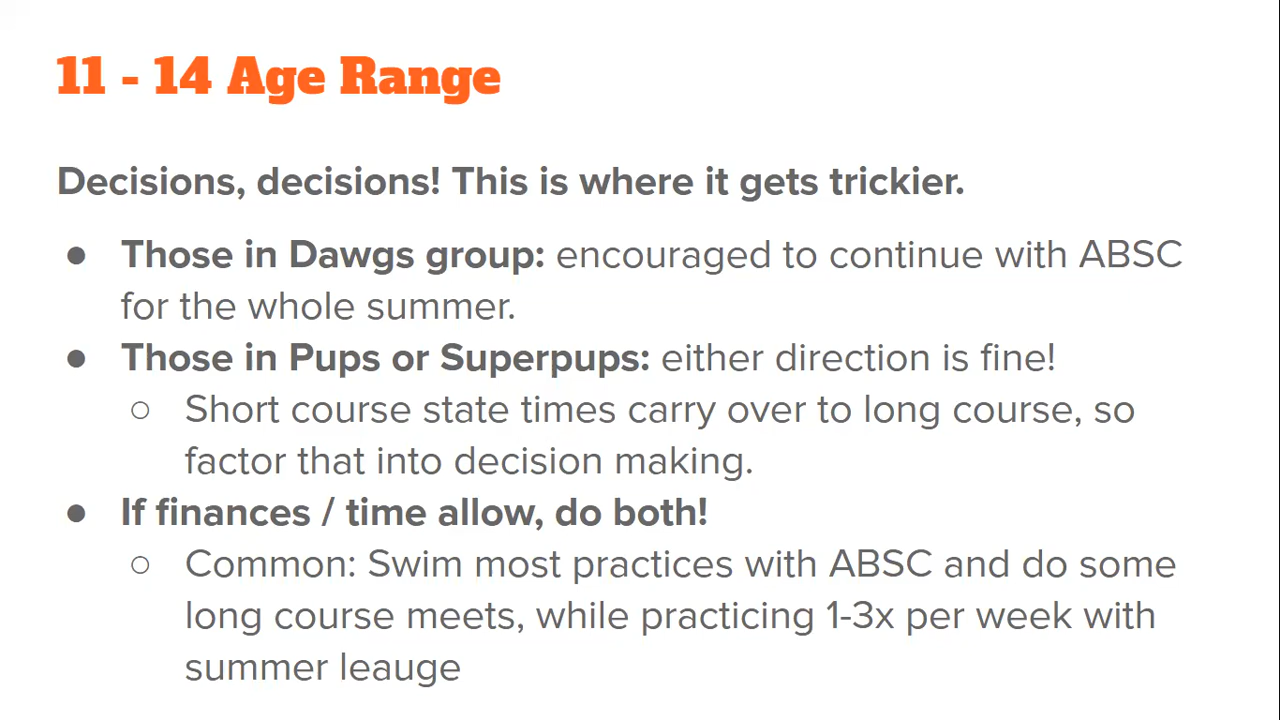 11 - 14 Age Range
Decisions, decisions! This is where it gets trickier.
● Those in Dawgs group: encouraged to continue with ABSC
for the whole summer.
● Those in Pups or Superpups: either direction is fine!
○ Short course state times carry over to long course, so
factor that into decision making.
● If finances / time allow, do both!
○ Common: Swim most practices with ABSC and do some
long course meets, while practicing 1-3x per week with
summer leauge